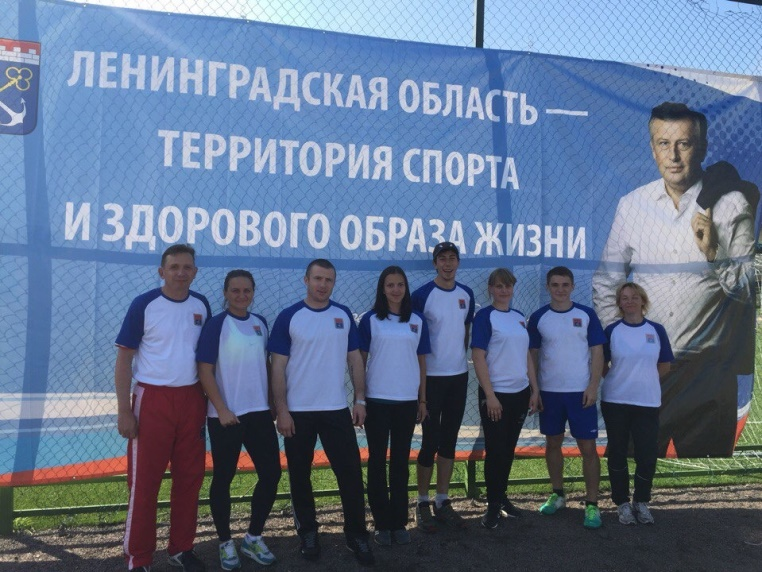 ЛЕНИНГРАДСКАЯ ОБЛАСТЬ —
ТЕРРИТОРИЯ СПОРТА
И ЗДОРОВОГО ОБРАЗА ЖИЗНИ